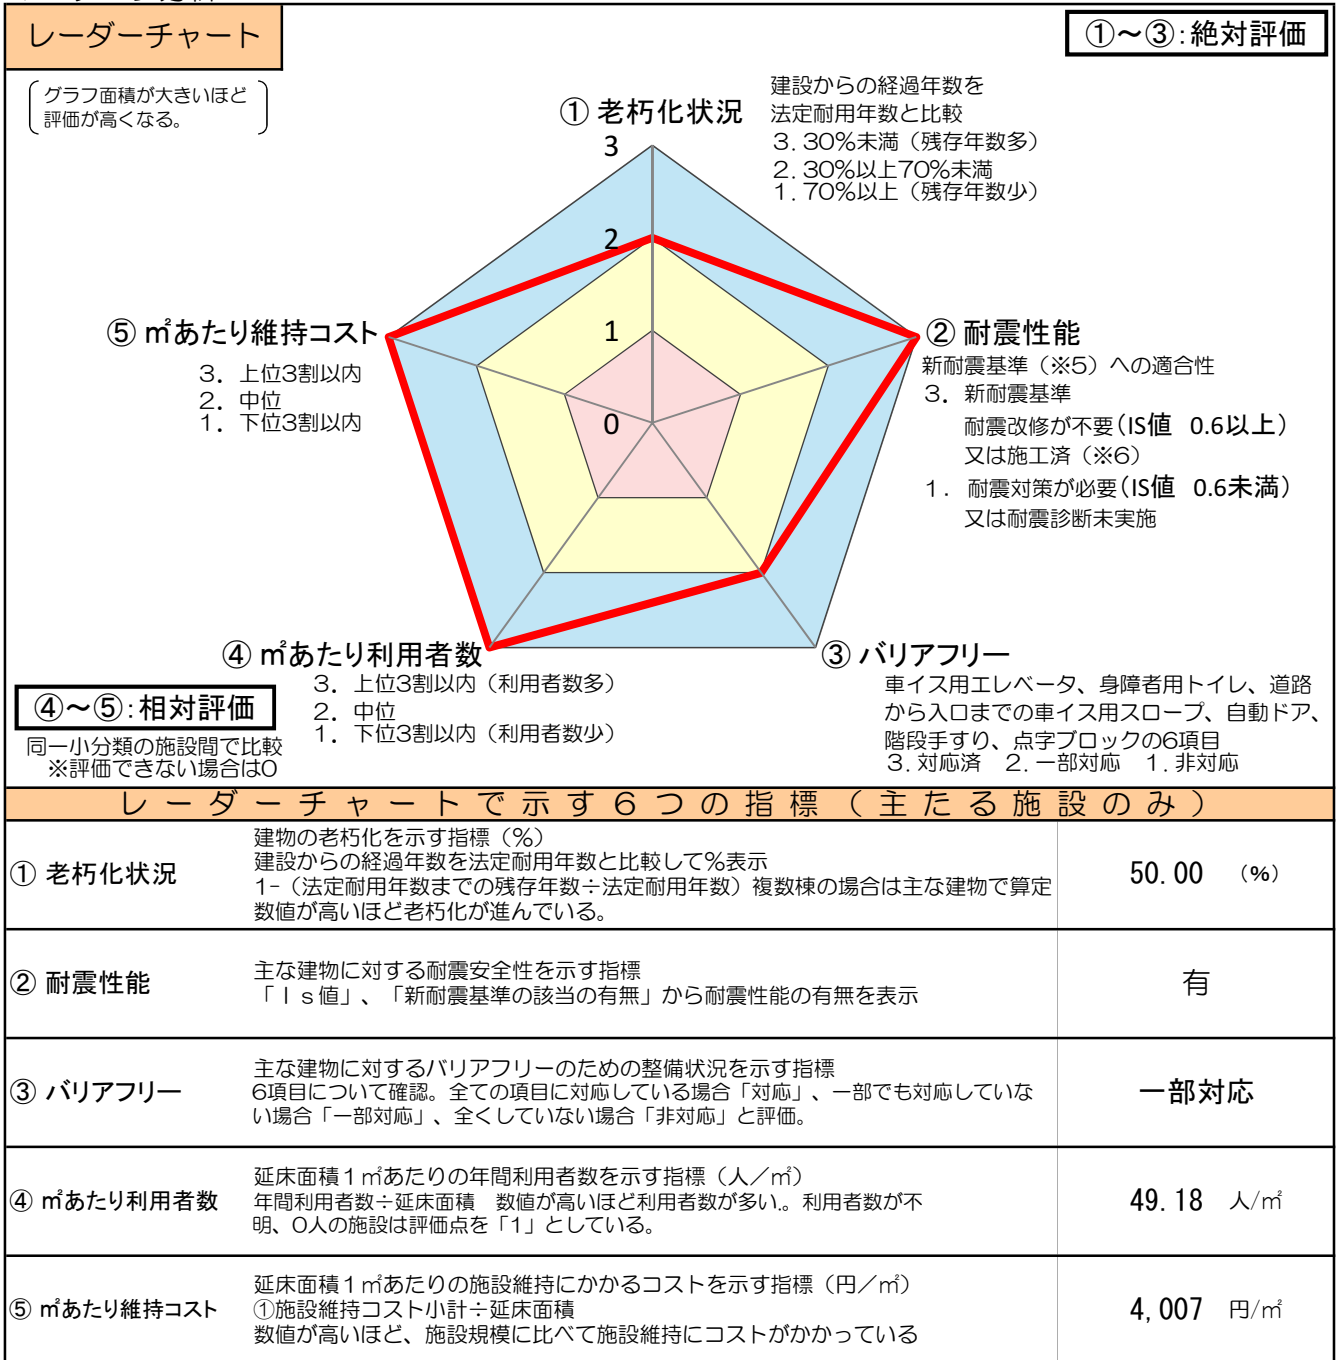 レーダーチャート
①～③:絶対評価
グラフ面積が大きいほど
評価が高くなる。
① 老朽化状況
建設からの経過年数を
法定耐用年数と比較
3. 30%未満（残存年数多）
2. 30%以上70%未満
1. 70%以上（残存年数少）
3
2
1
0
② 耐震性能
新耐震基準（※5）への適合性
3. 新耐震基準
耐震改修が不要(IS値 0.6以上)
又は施工済（※6）
1. 耐震対策が必要(IS値 0.6未満)
又は耐震診断未実施
⑤ ㎡あたり維持コスト
3. 上位3割以内
2. 中位
1. 下位3割以内
③ バリアフリー
車イス用エレベータ、身障者用トイレ、道路
から入口までの車イス用スロープ、自動ドア、
階段手すり、点字ブロックの6項目
3. 対応済 2. 一部対応 1. 非対応
④ ㎡あたり利用者数
3. 上位3割以内（利用者数多）
2. 中位
1. 下位3割以内（利用者数少）
④～⑤:相対評価
同一小分類の施設間で比較
※評価できない場合は0
レーダーチャートで示す６つの指標（主たる施設のみ）
① 老朽化状況
建物の老朽化を示す指標（%）
建設からの経過年数を法定耐用年数と比較して%表示
1-（法定耐用年数までの残存年数÷法定耐用年数）複数棟の場合は主な建物で算定
数値が高いほど老朽化が進んでいる。
50.00 （%）
② 耐震性能
主な建物に対する耐震安全性を示す指標
「Ｉｓ値」、「新耐震基準の該当の有無」から耐震性能の有無を表示
有
③ バリアフリー
主な建物に対するバリアフリーのための整備状況を示す指標
6項目について確認。全ての項目に対応している場合「対応」、一部でも対応していな
い場合「一部対応」、全くしていない場合「非対応」と評価。
一部対応
④ ㎡あたり利用者数
延床面積１㎡あたりの年間利用者数を示す指標（人／㎡）
年間利用者数÷延床面積 数値が高いほど利用者数が多い。利用者数が不
明、0人の施設は評価点を「1」としている。
49.18 人/㎡
⑤ ㎡あたり維持コスト
延床面積１㎡あたりの施設維持にかかるコストを示す指標（円／㎡）
①施設維持コスト小計÷延床面積
数値が高いほど、施設規模に比べて施設維持にコストがかかっている
4,007 円/㎡